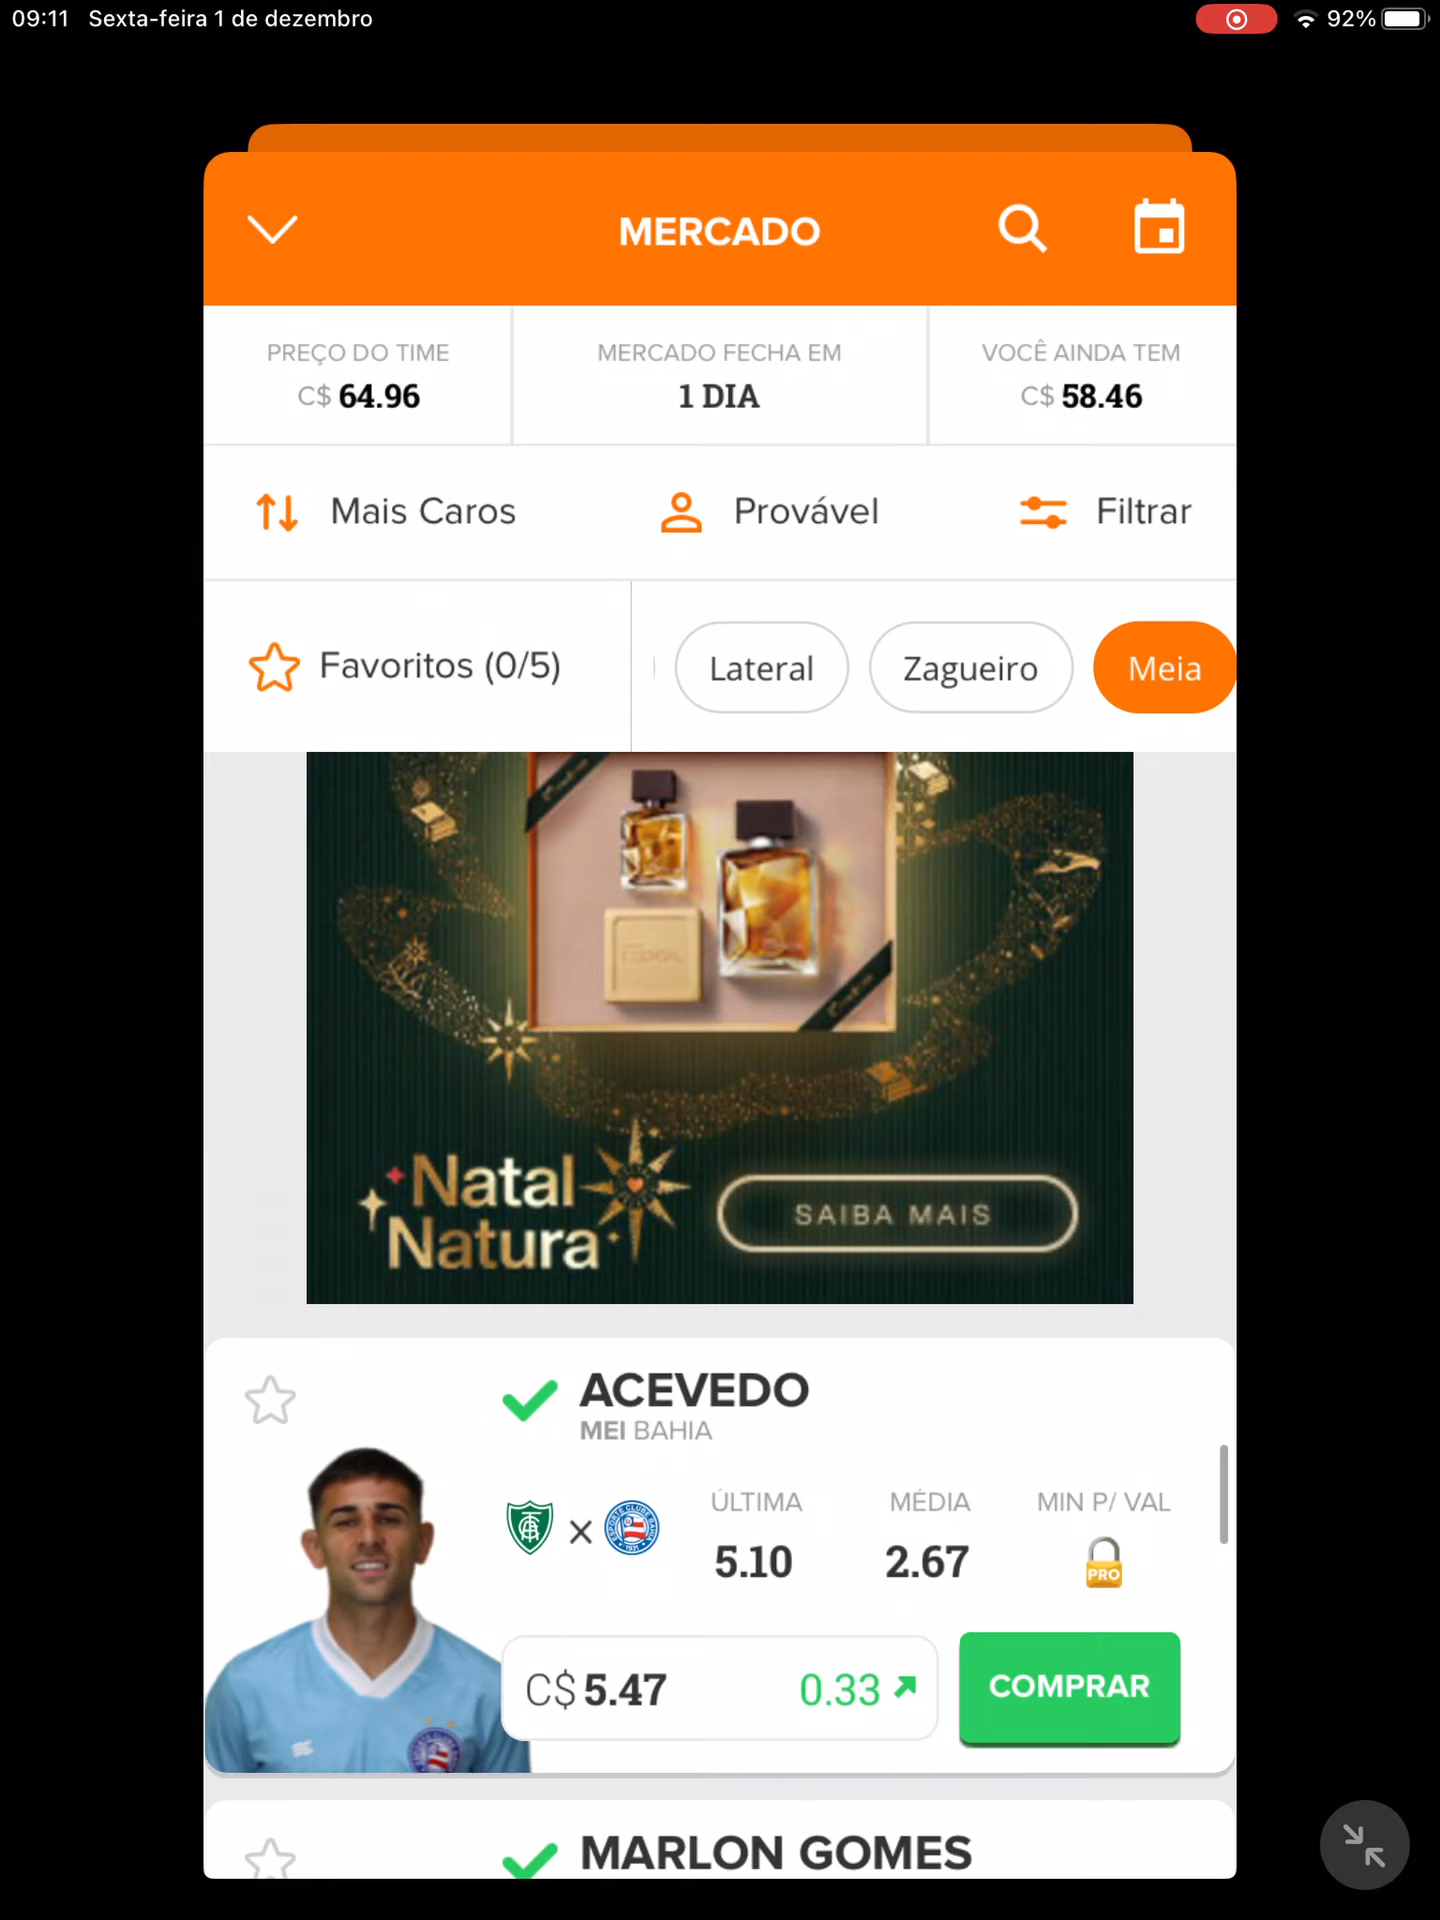 09:11 Sexta-feira 1 de dezembro 92%
MERCADO
PREÇO DO TIME MERCADO FECHA EM VOCÊ AINDA TEM
C$ 64.96 1 DIA C$ 58.46
Mais Caros Provável Filtrar
Favoritos (0/5) Lateral Zagueiro Meia
Natal
Natura
SAIBA MAIS
ACEVEDO
MEI BAHIA
ÚLTIMA MÉDIA MIN P/ VAL
X 5.10 2.67 PRO
C$ 5.47 0.33 COMPRAR
MARLON GOMES